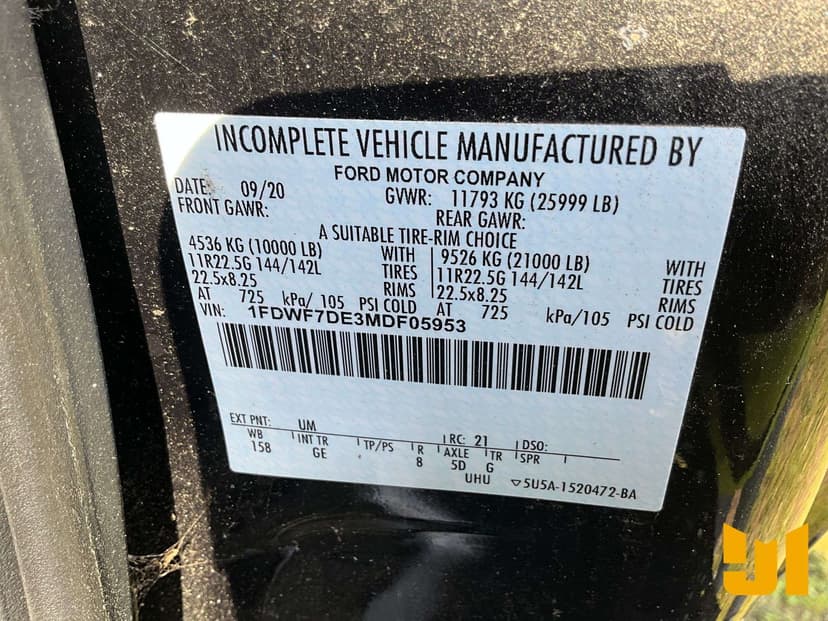 INCOMPLETE VEHICLE MANUFACTURED BY
FORD MOTOR COMPANY
DATE: 09/20 GVWR: 11793 KG (25999 LB)
FRONT GAWR: REAR GAWR:
A SUITABLE TIRE-RIM CHOICE
4536 KG (10000 LB) WITH 9526 KG (21000 LB) WITH
11R22.5G 144/142L TIRES 11R22.5G 144/142L TIRES
22.5x8.25 RIMS 22.5x8.25 RIMS
AT 725 kPa/ 105 PSI COLD AT 725 kPa/105 PSI COLD
VIN: 1FDWF7DE3MDF05953
EXT PNT: UM RC: 21 DSO:
WB INT TR TP/PS R AXLE TR SPR
158 GE 8 5D G
UHU ▽5U5A-1520472-BA